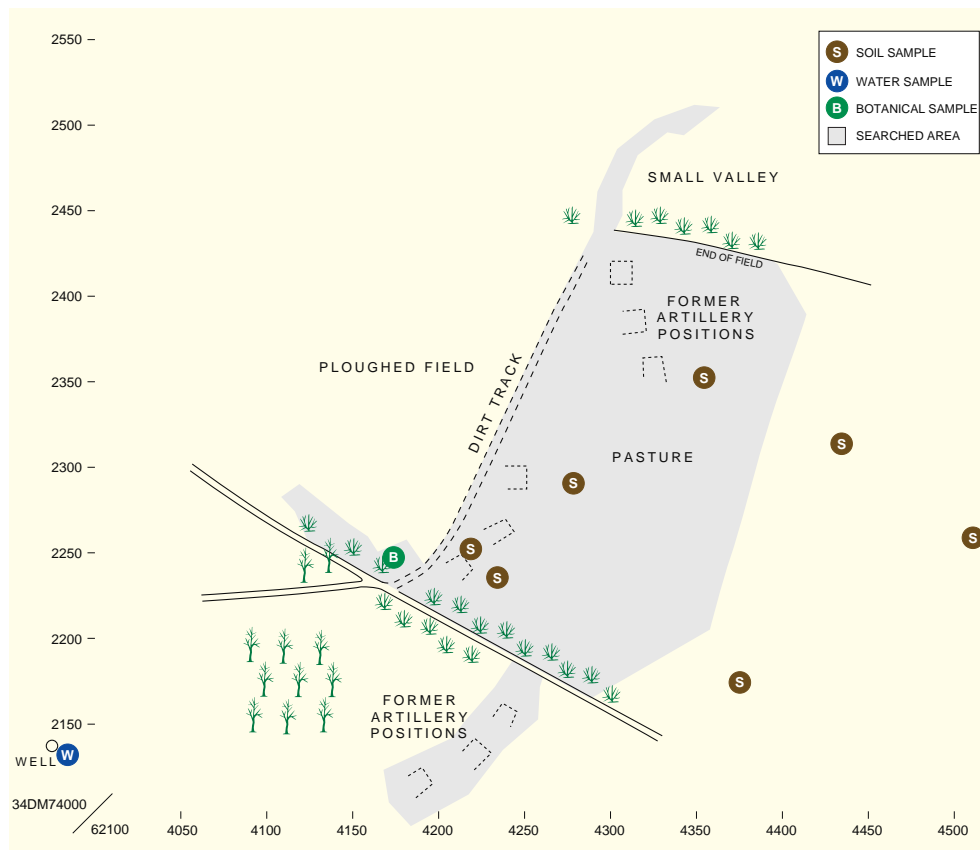 2550
S SOIL SAMPLE
W WATER SAMPLE
B BOTANICAL SAMPLE
SEARCHED AREA
2500
SMALL VALLEY
2450
END OF FIELD
2400
FORMER
ARTILLERY
POSITIONS
PLOUGHED FIELD
DIRT TRACK
2350
S
S
PASTURE
2300
S
2250
B
S
S
S
2200
S
FORMER
ARTILLERY
POSITIONS
2150
WELL W
34DM74000
62100
4050 4100 4150 4200 4250 4300 4350 4400 4450 4500